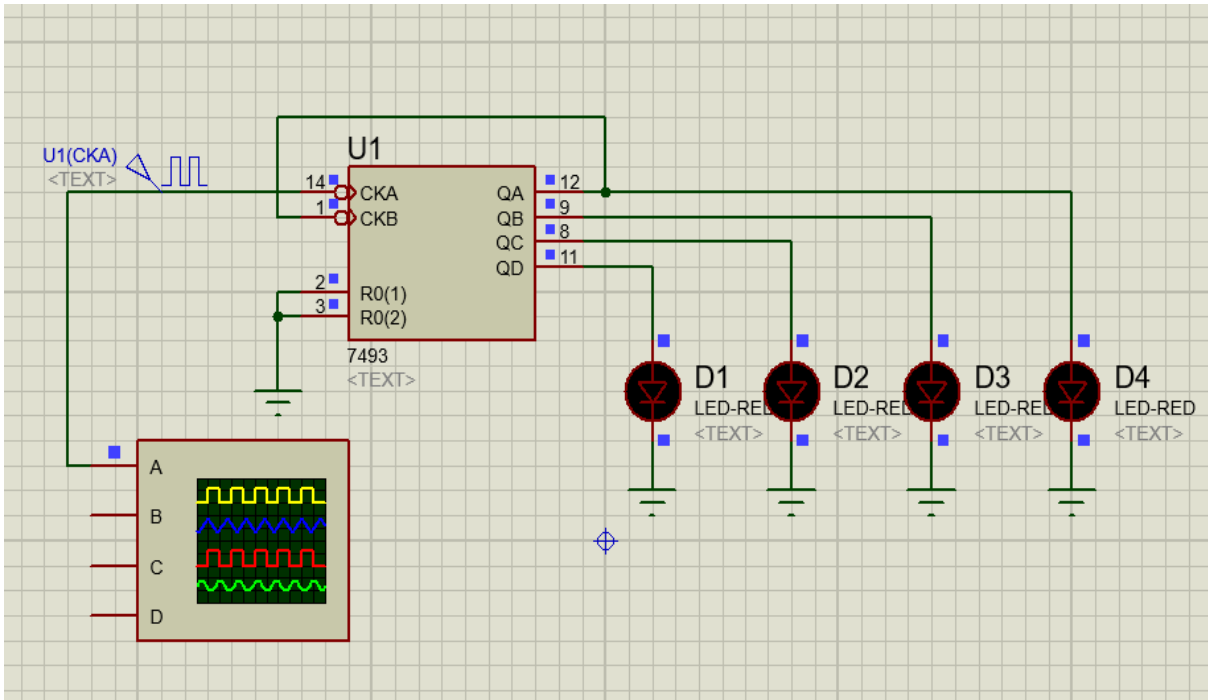 U1
U1(CKA)
<TEXT>
14 CKA QA 12
1 CKB QB 9
QC 8
QD 11
2 R0(1)
3 R0(2)
7493
<TEXT>
D1 D2 D3 D4
LED-RED LED-RED LED-RED LED-RED
<TEXT> <TEXT> <TEXT> <TEXT>
A
B
C
D